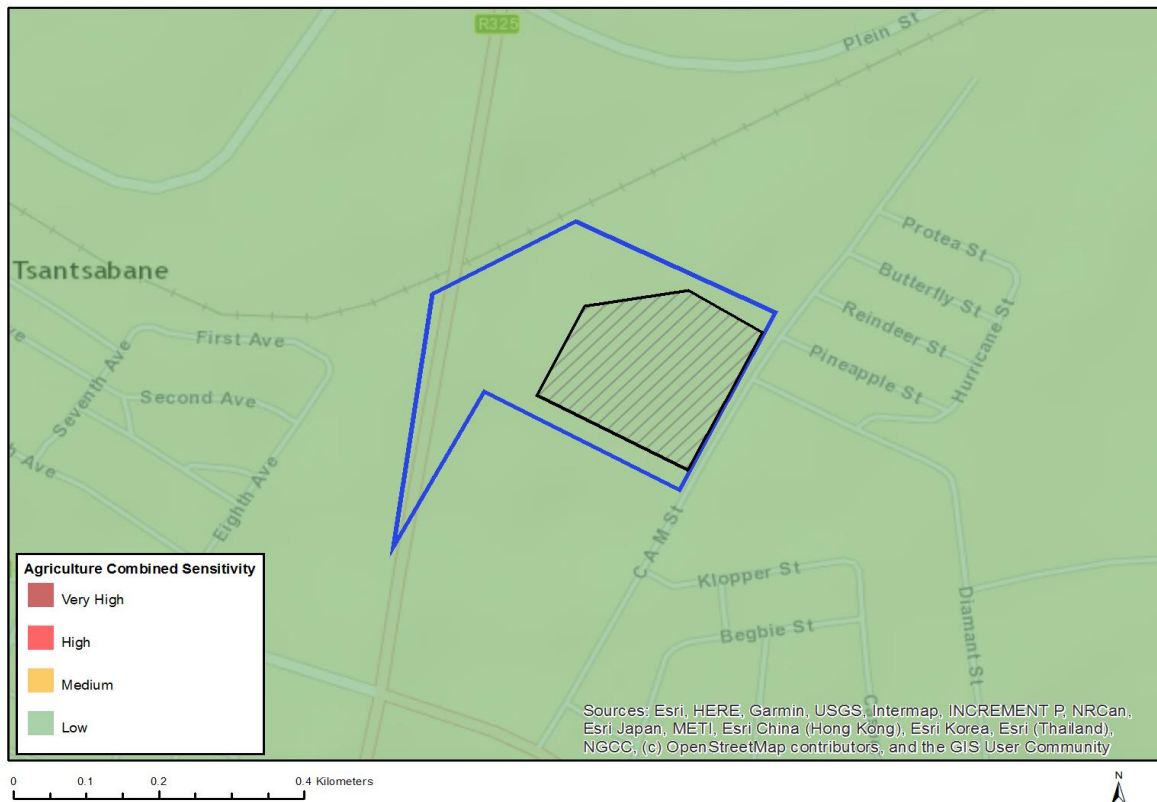 R325
Plein St
Protea St
Tsantsabane
Butterfly St
Reindeer St
Hurricane St
First Ave
Pineapple St
Seventh Ave
Second Ave
Eighth Ave
C A M St
Klopper St
Begbie St
Diamant St
Agriculture Combined Sensitivity
Very High
High
Medium
Low
Sources: Esri, HERE, Garmin, USGS, Intermap, INCREMENT P, NRCan,
Esri Japan, METI, Esri China (Hong Kong), Esri Korea, Esri (Thailand),
NGCC, (c) OpenStreetMap contributors, and the GIS User Community
0 0.1 0.2 0.4 Kilometers
N